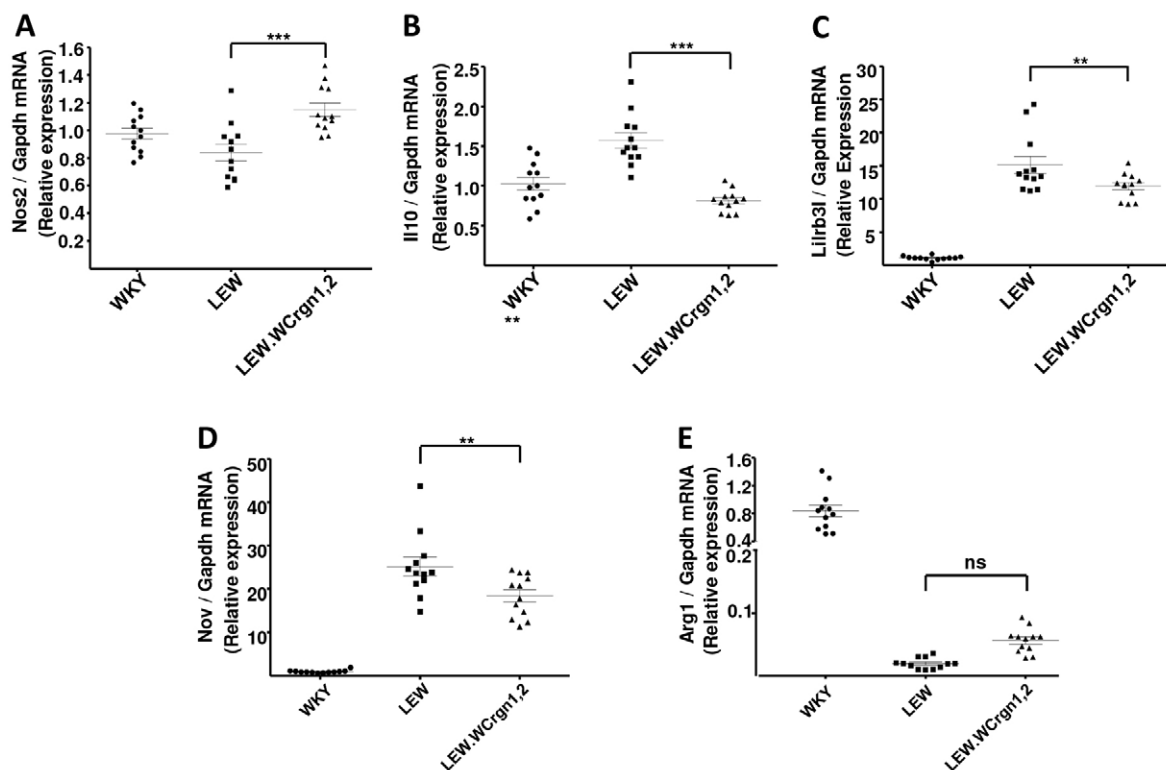 A
Nos2 / Gapdh mRNA
(Relative expression)
1.6
1.4
1.2
1.0
0.8
0.6
0.4
0.2
***
WKY
LEW
LEW.WCrgn1,2
B
Il10 / Gapdh mRNA
(Relative expression)
2.5
2.0
1.5
1.0
0.5
***
WKY
**
LEW
LEW.WCrgn1,2
C
Lilrb3l / Gapdh mRNA
(Relative Expression)
30
25
20
15
10
5
**
WKY
LEW
LEW.WCrgn1,2
D
Nov / Gapdh mRNA
(Relative expression)
50
40
30
20
10
**
WKY
LEW
LEW.WCrgn1,2
E
Arg1 / Gapdh mRNA
(Relative expression)
1.6
1.2
0.8
0.4
0.2
0.1
ns
WKY
LEW
LEW.WCrgn1,2